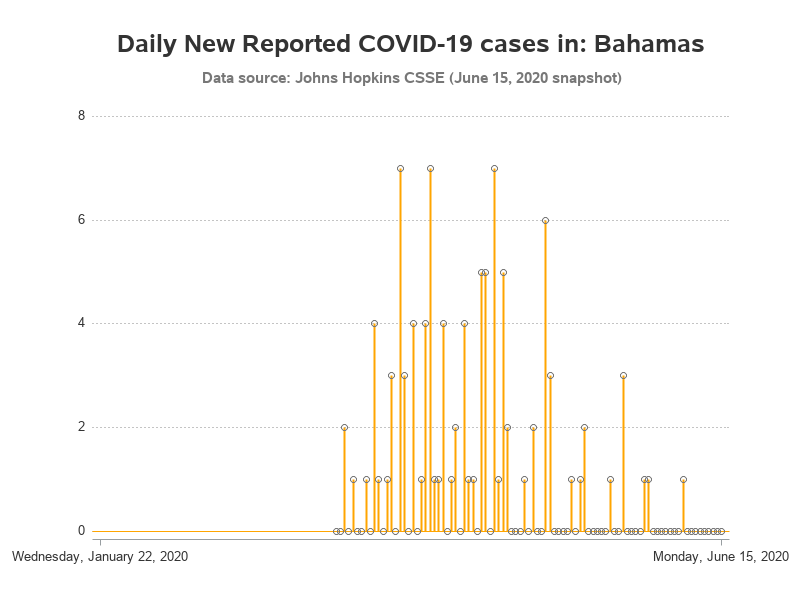 Daily New Reported COVID-19 cases in: Bahamas
Data source: Johns Hopkins CSSE (June 15, 2020 snapshot)
8
6
4
2
0
Wednesday, January 22, 2020
Monday, June 15, 2020